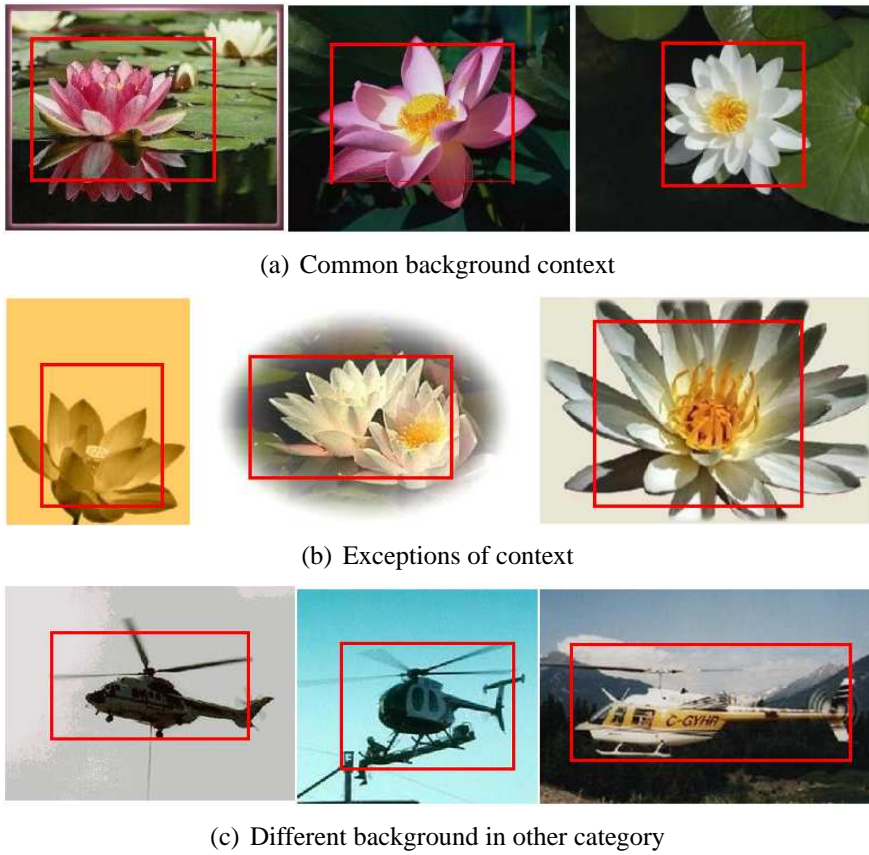 (a) Common background context
(b) Exceptions of context
C-GYHR
(c) Different background in other category